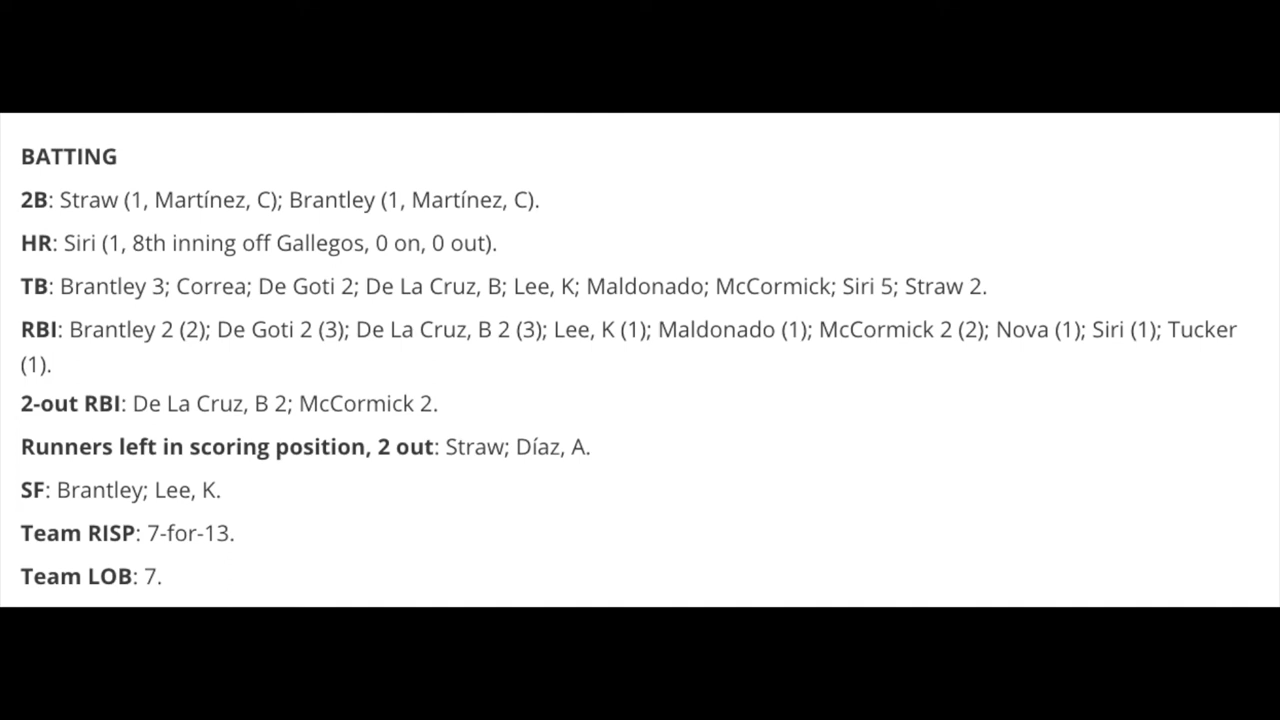 BATTING
2B: Straw (1, Martínez, C); Brantley (1, Martínez, C).
HR: Siri (1, 8th inning off Gallegos, 0 on, 0 out).
TB: Brantley 3; Correa; De Goti 2; De La Cruz, B; Lee, K; Maldonado; McCormick; Siri 5; Straw 2.
RBI: Brantley 2 (2); De Goti 2 (3); De La Cruz, B 2 (3); Lee, K (1); Maldonado (1); McCormick 2 (2); Nova (1); Siri (1); Tucker
(1).
2-out RBI: De La Cruz, B 2; McCormick 2.
Runners left in scoring position, 2 out: Straw; Díaz, A.
SF: Brantley; Lee, K.
Team RISP: 7-for-13.
Team LOB: 7.